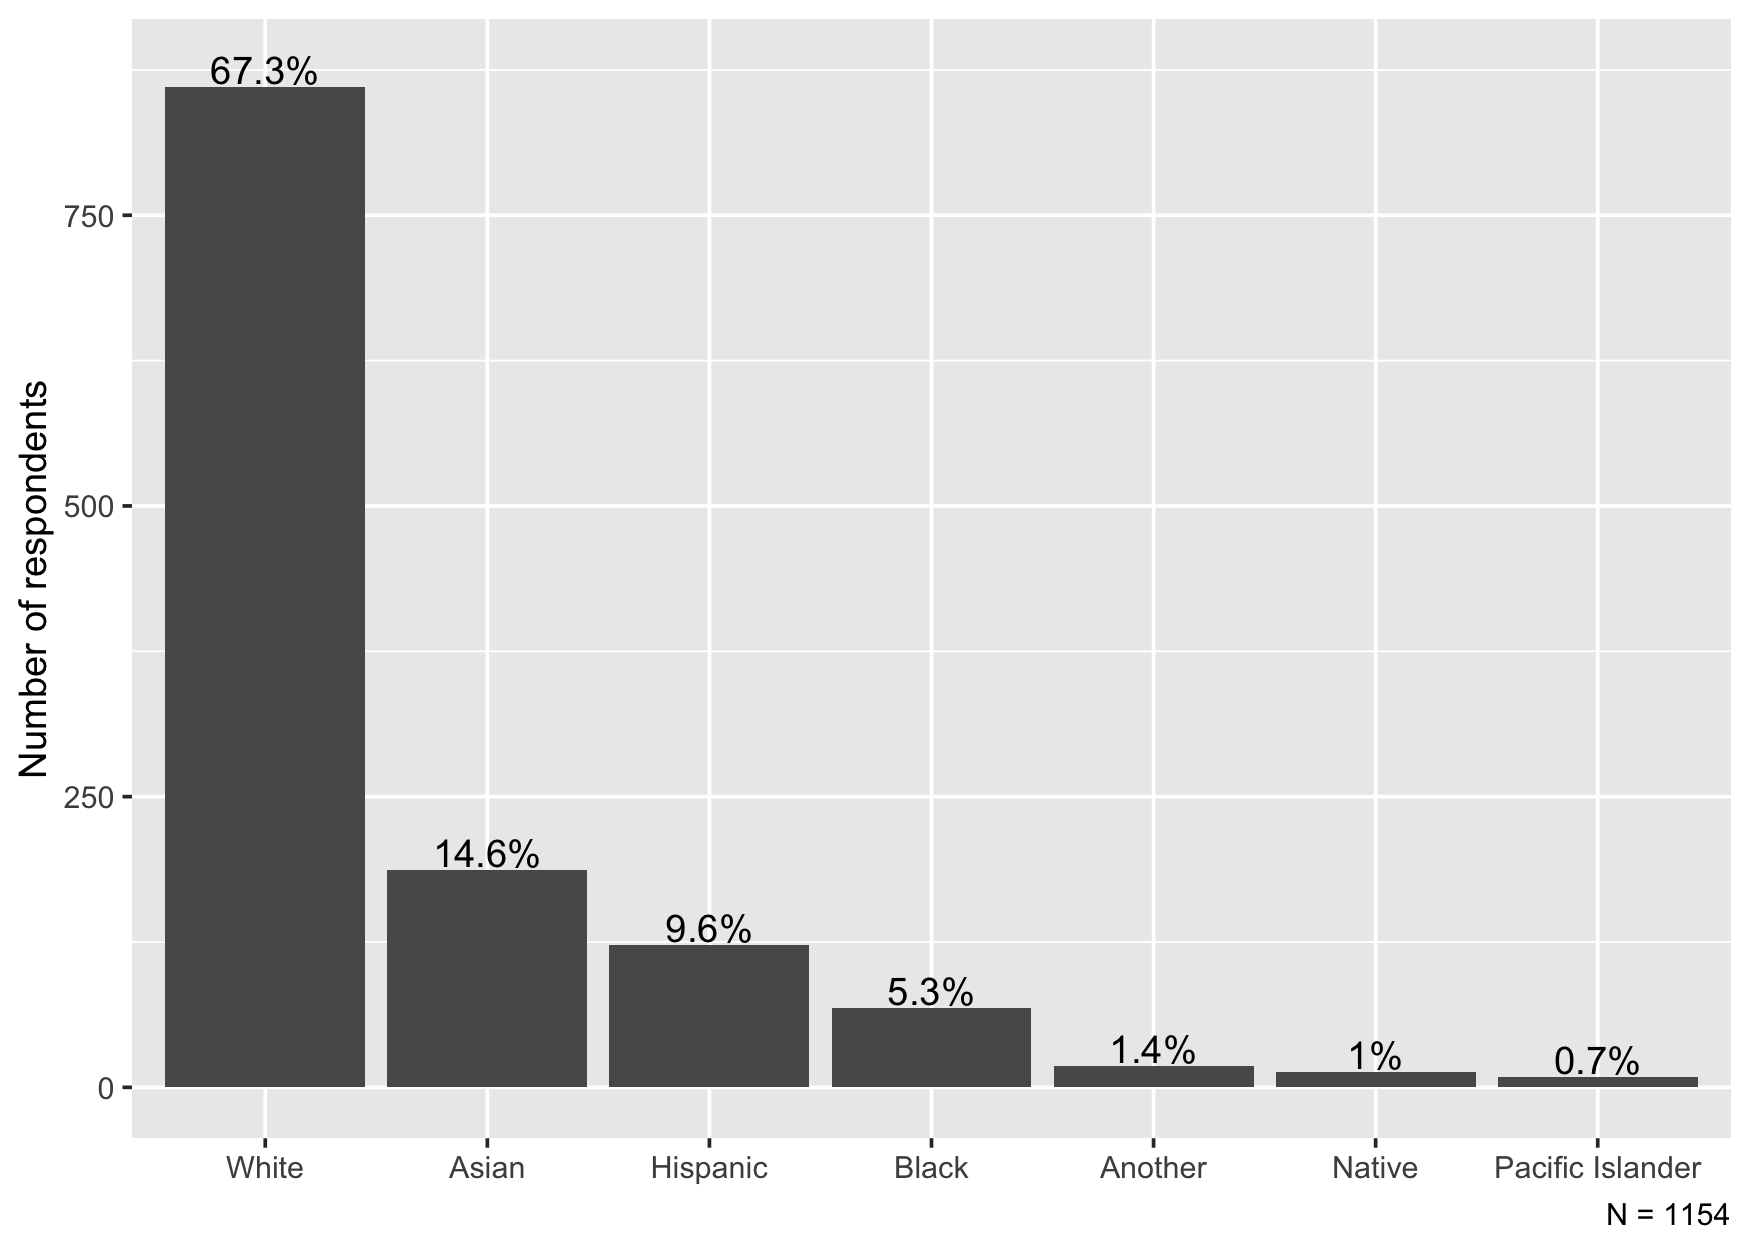 67.3%
750
500
250
0
Number of respondents
14.6%
9.6%
5.3%
1.4%
1%
0.7%
White
Asian
Hispanic
Black
Another
Native
Pacific Islander
N = 1154